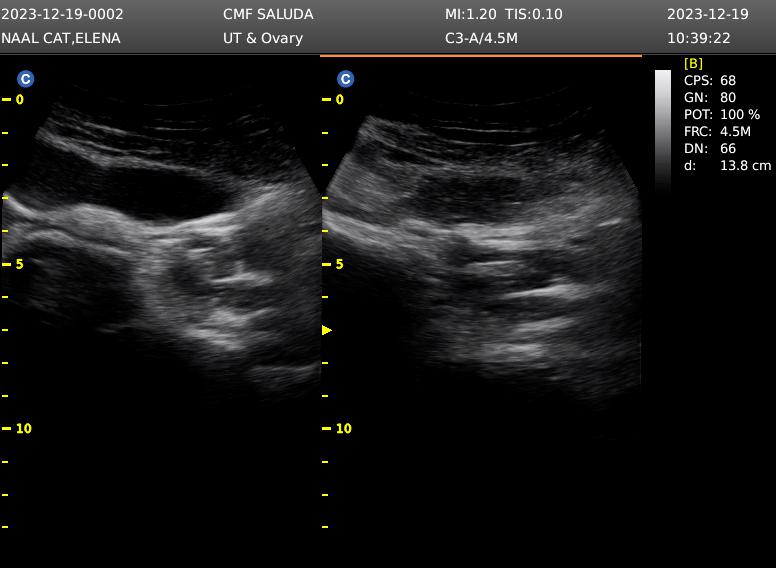 2023-12-19-0002 CMF SALUDA MI:1.20 TIS:0.10 2023-12-19
NAAL CAT,ELENA UT & Ovary C3-A/4.5M 10:39:22
[B]
CPS: 68
GN: 80
POT: 100 %
FRC: 4.5M
DN: 66
d: 13.8 cm
C
C
0
0
5
5
10
10